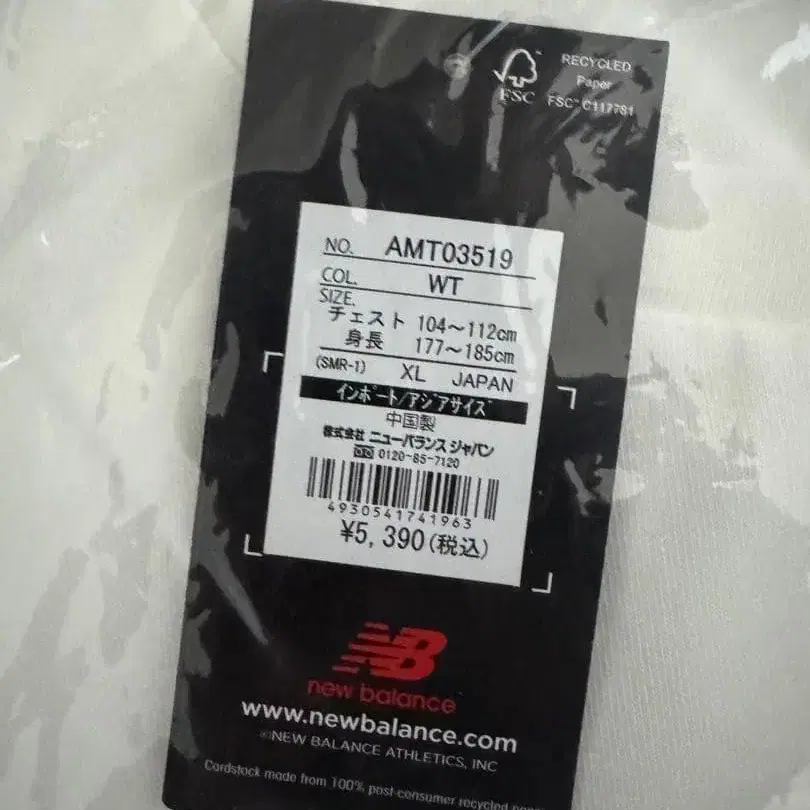 FSC™
RECYCLED
Paper
FSC™ C117781
NO. AMT03519
COL. WT
SIZE.
チェスト 104～112cm
身長 177～185cm
(SMR-1) XL JAPAN
インポート/アジアサイズ
中国製
株式会社 ニューバランス ジャパン
0120-85-7120
4930541741963
¥5,390(税込)
NB
new balance
www.newbalance.com
©NEW BALANCE ATHLETICS, INC
Cardstock made from 100% post-consumer recycled